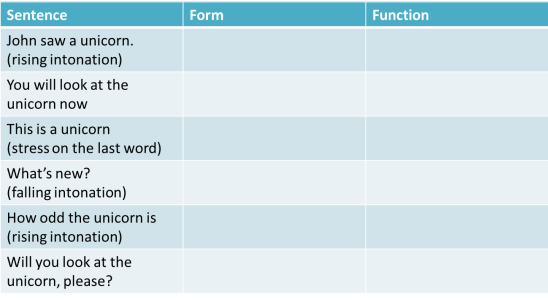 Sentence Form Function
John saw a unicorn.
(rising intonation)
You will look at the
unicorn now
This is a unicorn
(stress on the last word)
What's new?
(falling intonation)
How odd the unicorn is
(rising intonation)
Will you look at the
unicorn, please?